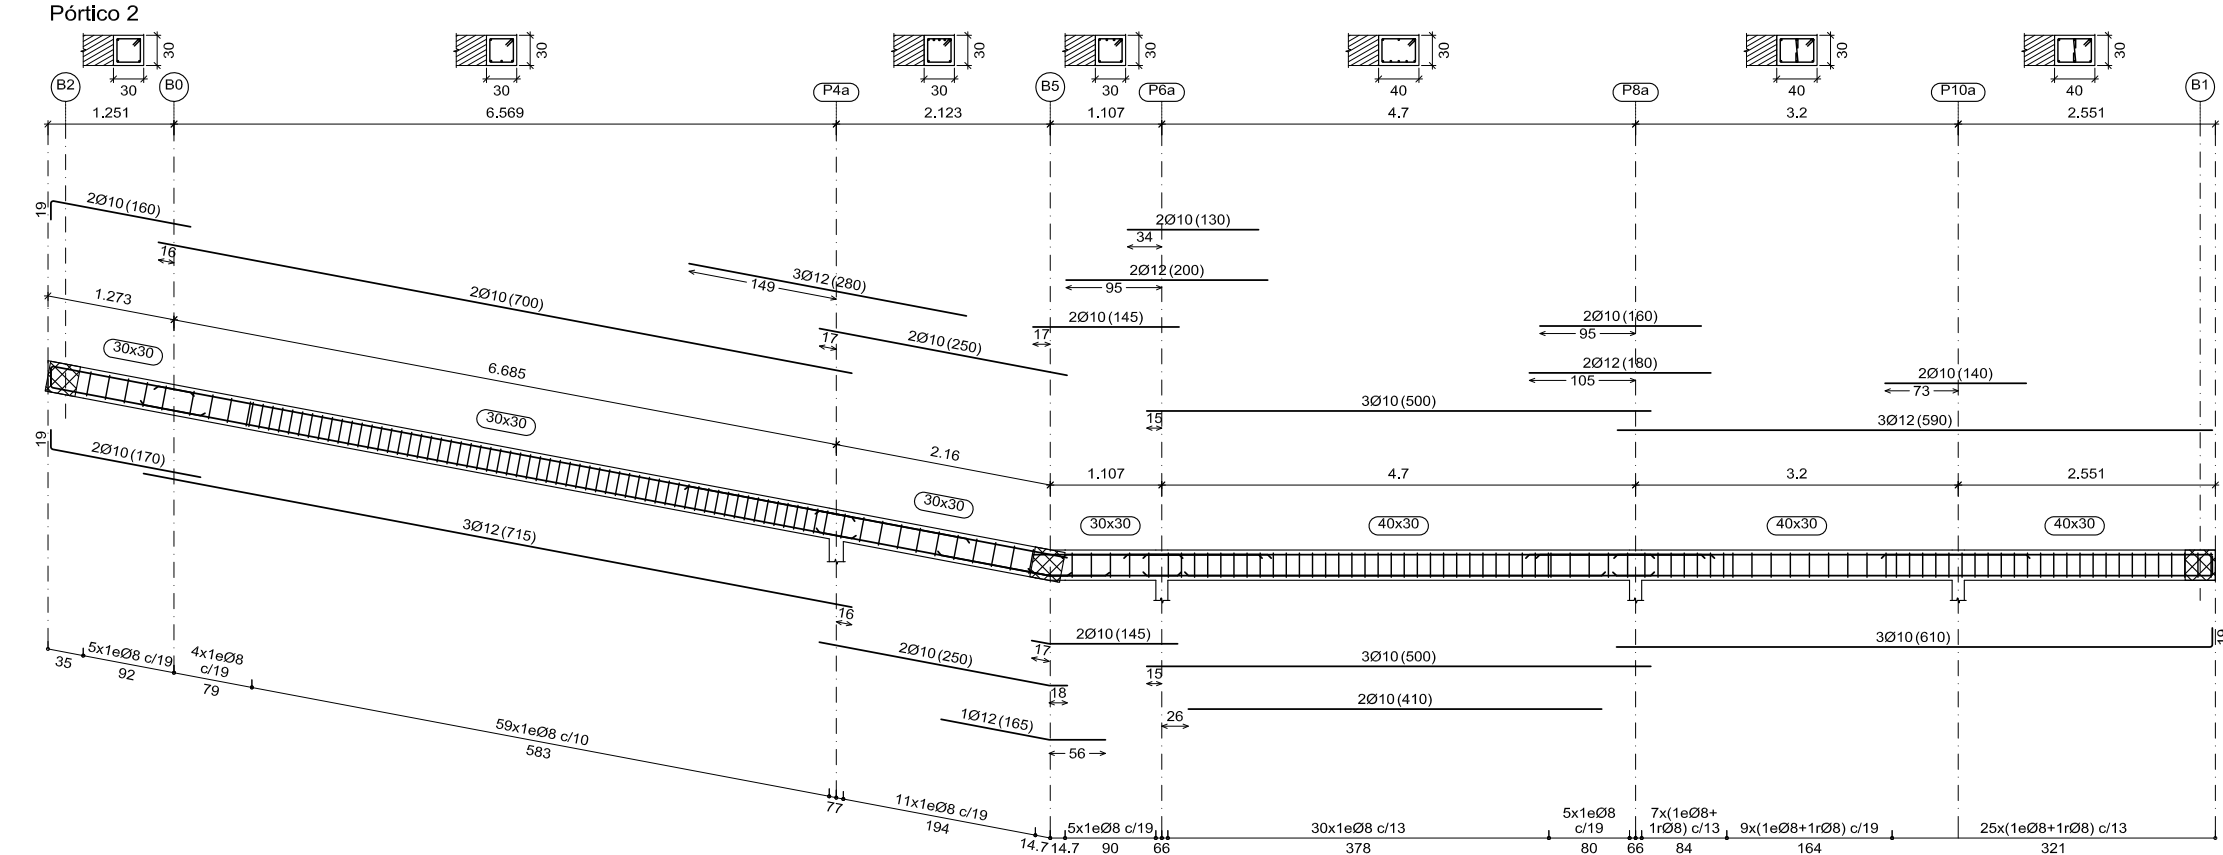 Pórtico 2
30
30
30
30
30
30
30
30
40
30
40
30
40
30
B2
B0
P4a
B5
P6a
P8a
P10a
B1
1.251
6.569
2.123
1.107
4.7
3.2
2.551
19
2Ø10(160)
16
2Ø10(700)
3Ø12(280)
149
17
2Ø10(250)
2Ø10(130)
34
2Ø12(200)
95
2Ø10(145)
17
2Ø10(160)
95
2Ø12(180)
105
2Ø10(140)
73
3Ø10(500)
15
3Ø12(590)
1.273
6.685
2.16
1.107
4.7
3.2
2.551
30x30
30x30
30x30
30x30
40x30
40x30
40x30
19
2Ø10(170)
3Ø12(715)
16
2Ø10(250)
18
1Ø12(165)
56
2Ø10(145)
17
3Ø10(500)
15
2Ø10(410)
26
3Ø10(610)
19
35
5x1eØ8 c/19
92
4x1eØ8
c/19
79
59x1eØ8 c/10
583
77
11x1eØ8 c/19
194
14.7
14.7
5x1eØ8 c/19
90
66
30x1eØ8 c/13
378
5x1eØ8
c/19
80
66
7x(1eØ8+
1rØ8) c/13
84
9x(1eØ8+1rØ8) c/19
164
25x(1eØ8+1rØ8) c/13
321